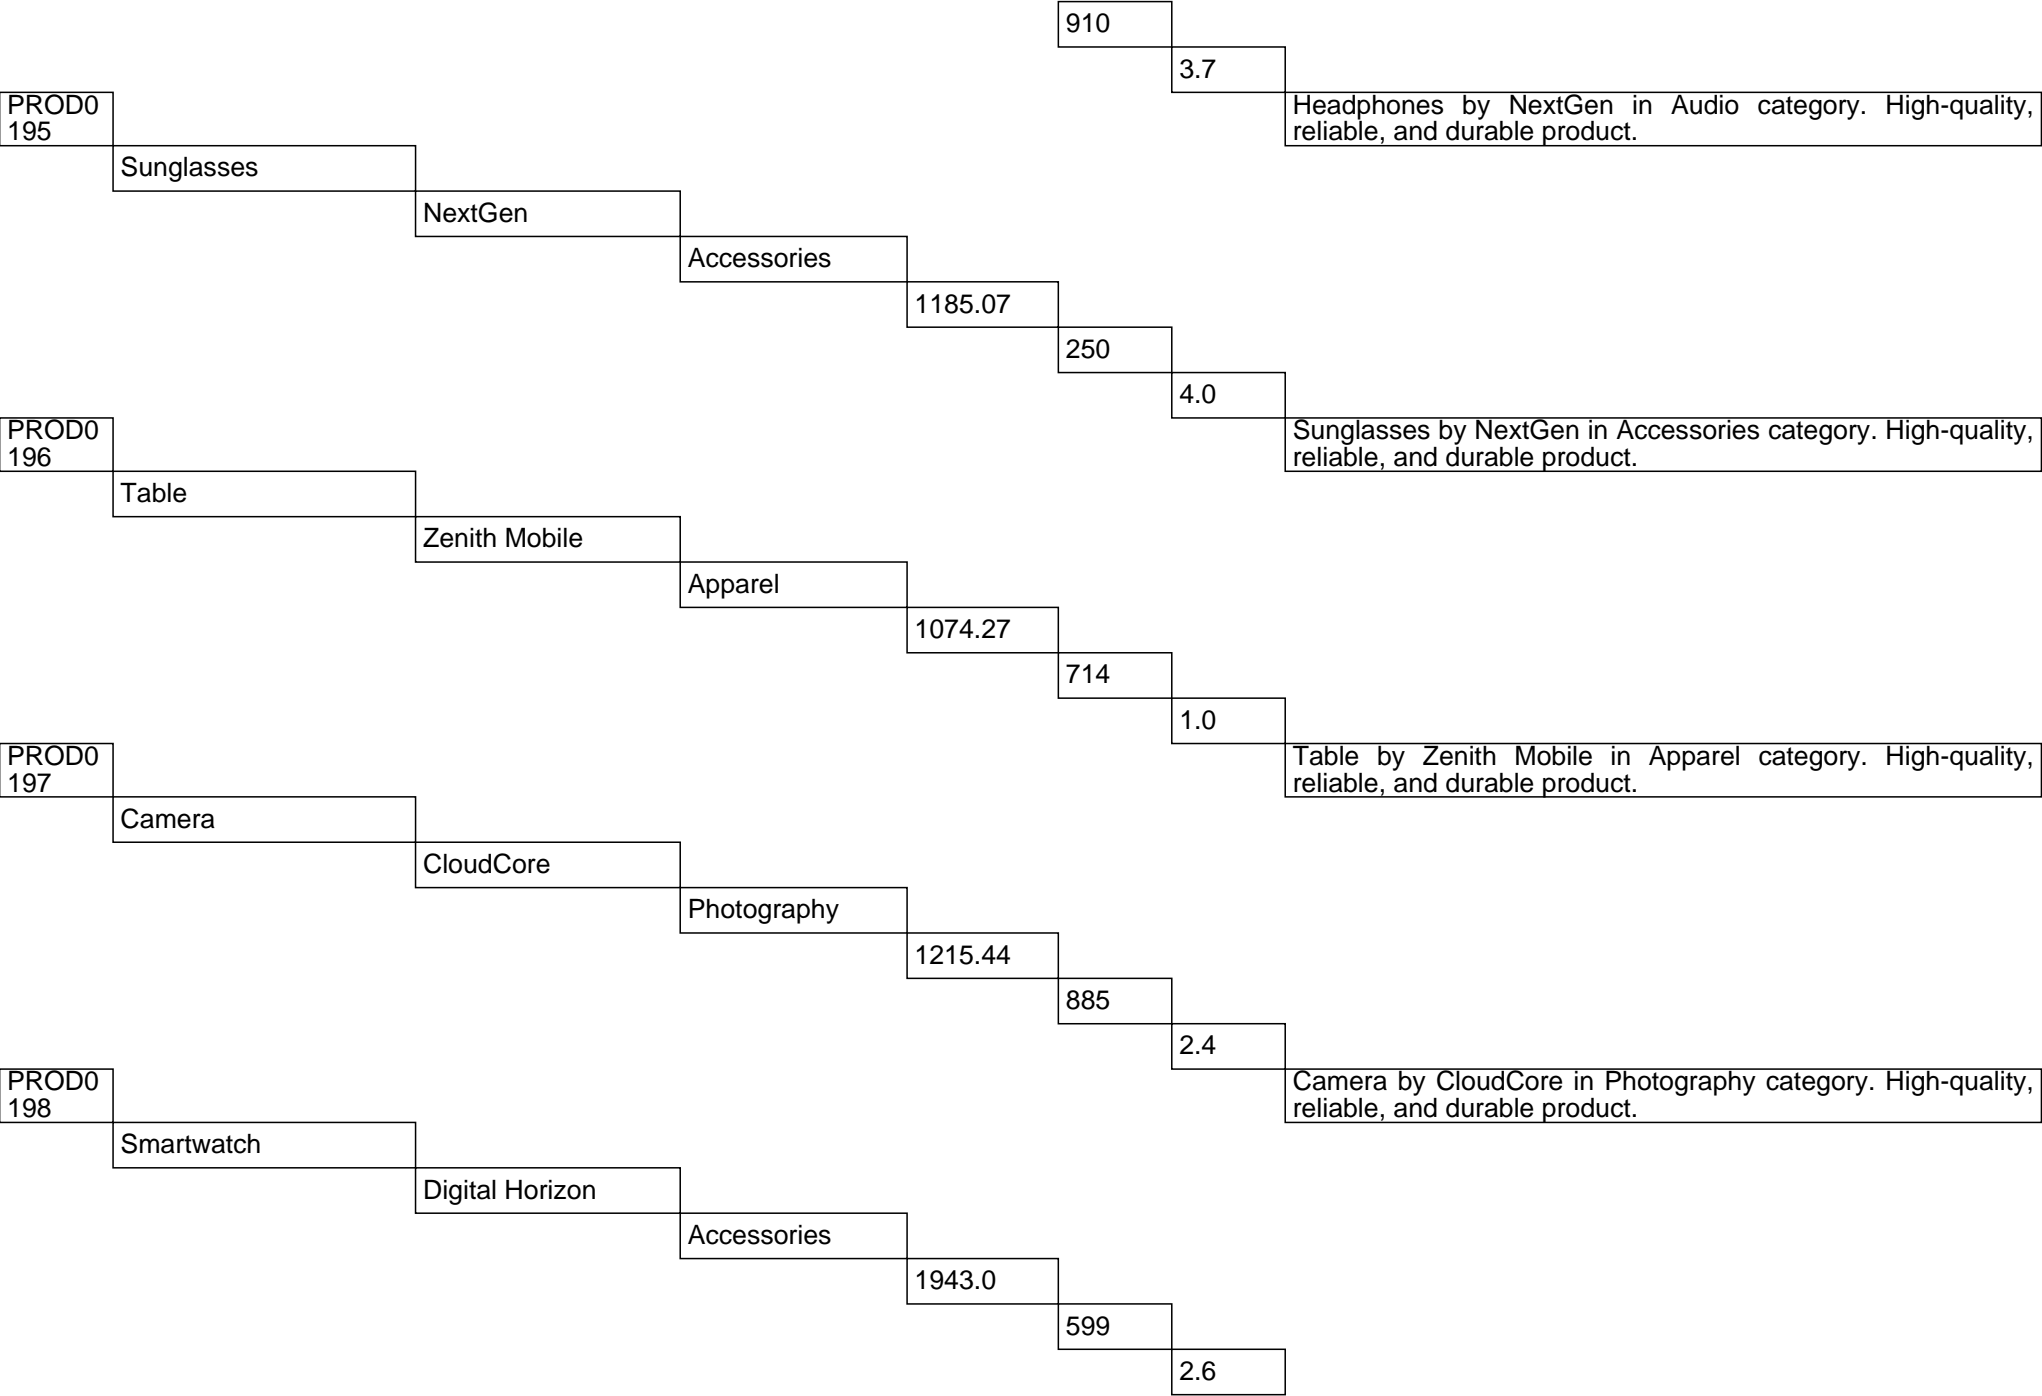 910
3.7
Headphones by NextGen in Audio category. High-quality,
reliable, and durable product.
PROD0
195
Sunglasses
NextGen
Accessories
1185.07
250
4.0
Sunglasses by NextGen in Accessories category. High-quality,
reliable, and durable product.
PROD0
196
Table
Zenith Mobile
Apparel
1074.27
714
1.0
Table by Zenith Mobile in Apparel category. High-quality,
reliable, and durable product.
PROD0
197
Camera
CloudCore
Photography
1215.44
885
2.4
Camera by CloudCore in Photography category. High-quality,
reliable, and durable product.
PROD0
198
Smartwatch
Digital Horizon
Accessories
1943.0
599
2.6